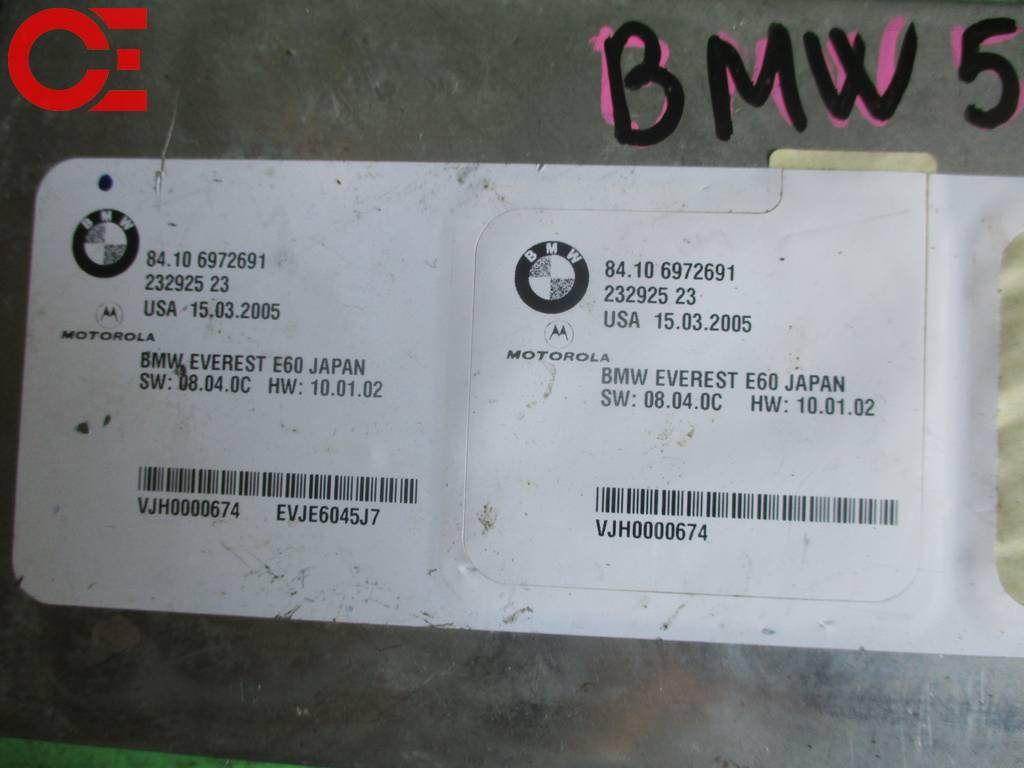 CE
BMW 5
BMW
84.10 6972691
232925 23
USA 15.03.2005
MOTOROLA
BMW EVEREST E60 JAPAN
SW: 08.04.0C HW: 10.01.02
VJH0000674 EVJE6045J7
BMW
84.10 6972691
232925 23
USA 15.03.2005
MOTOROLA
BMW EVEREST E60 JAPAN
SW: 08.04.0C HW: 10.01.02
VJH0000674